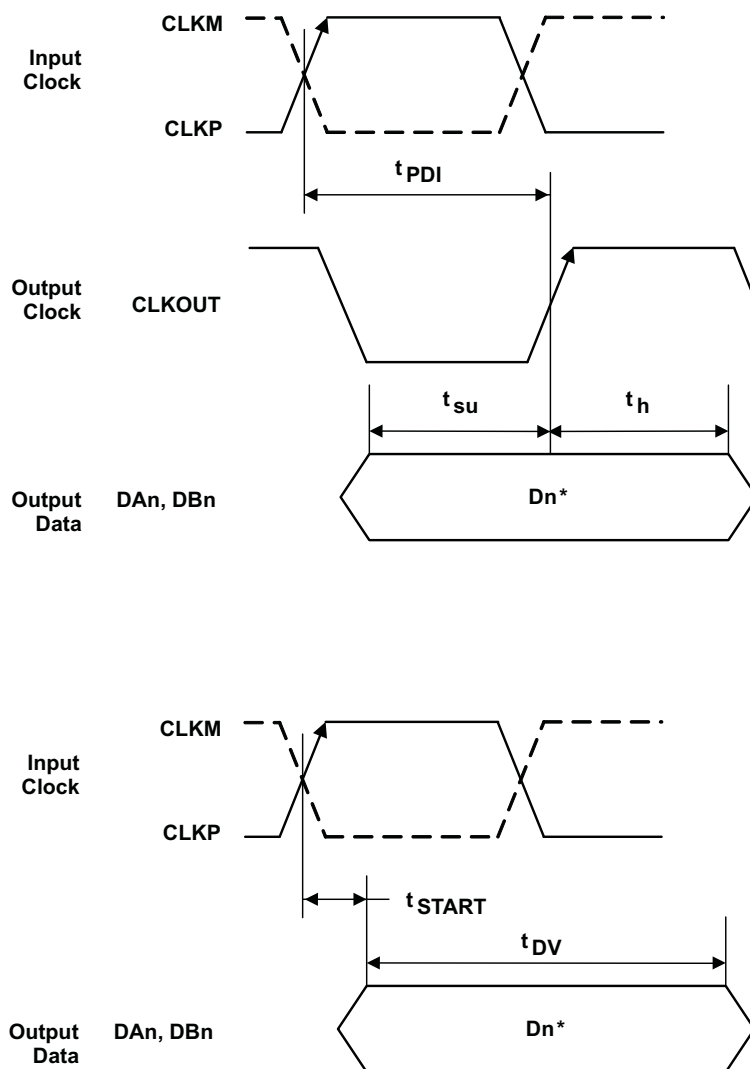 CLKM
Input
Clock
CLKP
t PDI
Output
Clock
CLKOUT
t su
t h
Output
Data
DAn, DBn
Dn*
CLKM
Input
Clock
CLKP
t START
t DV
Output
Data
DAn, DBn
Dn*